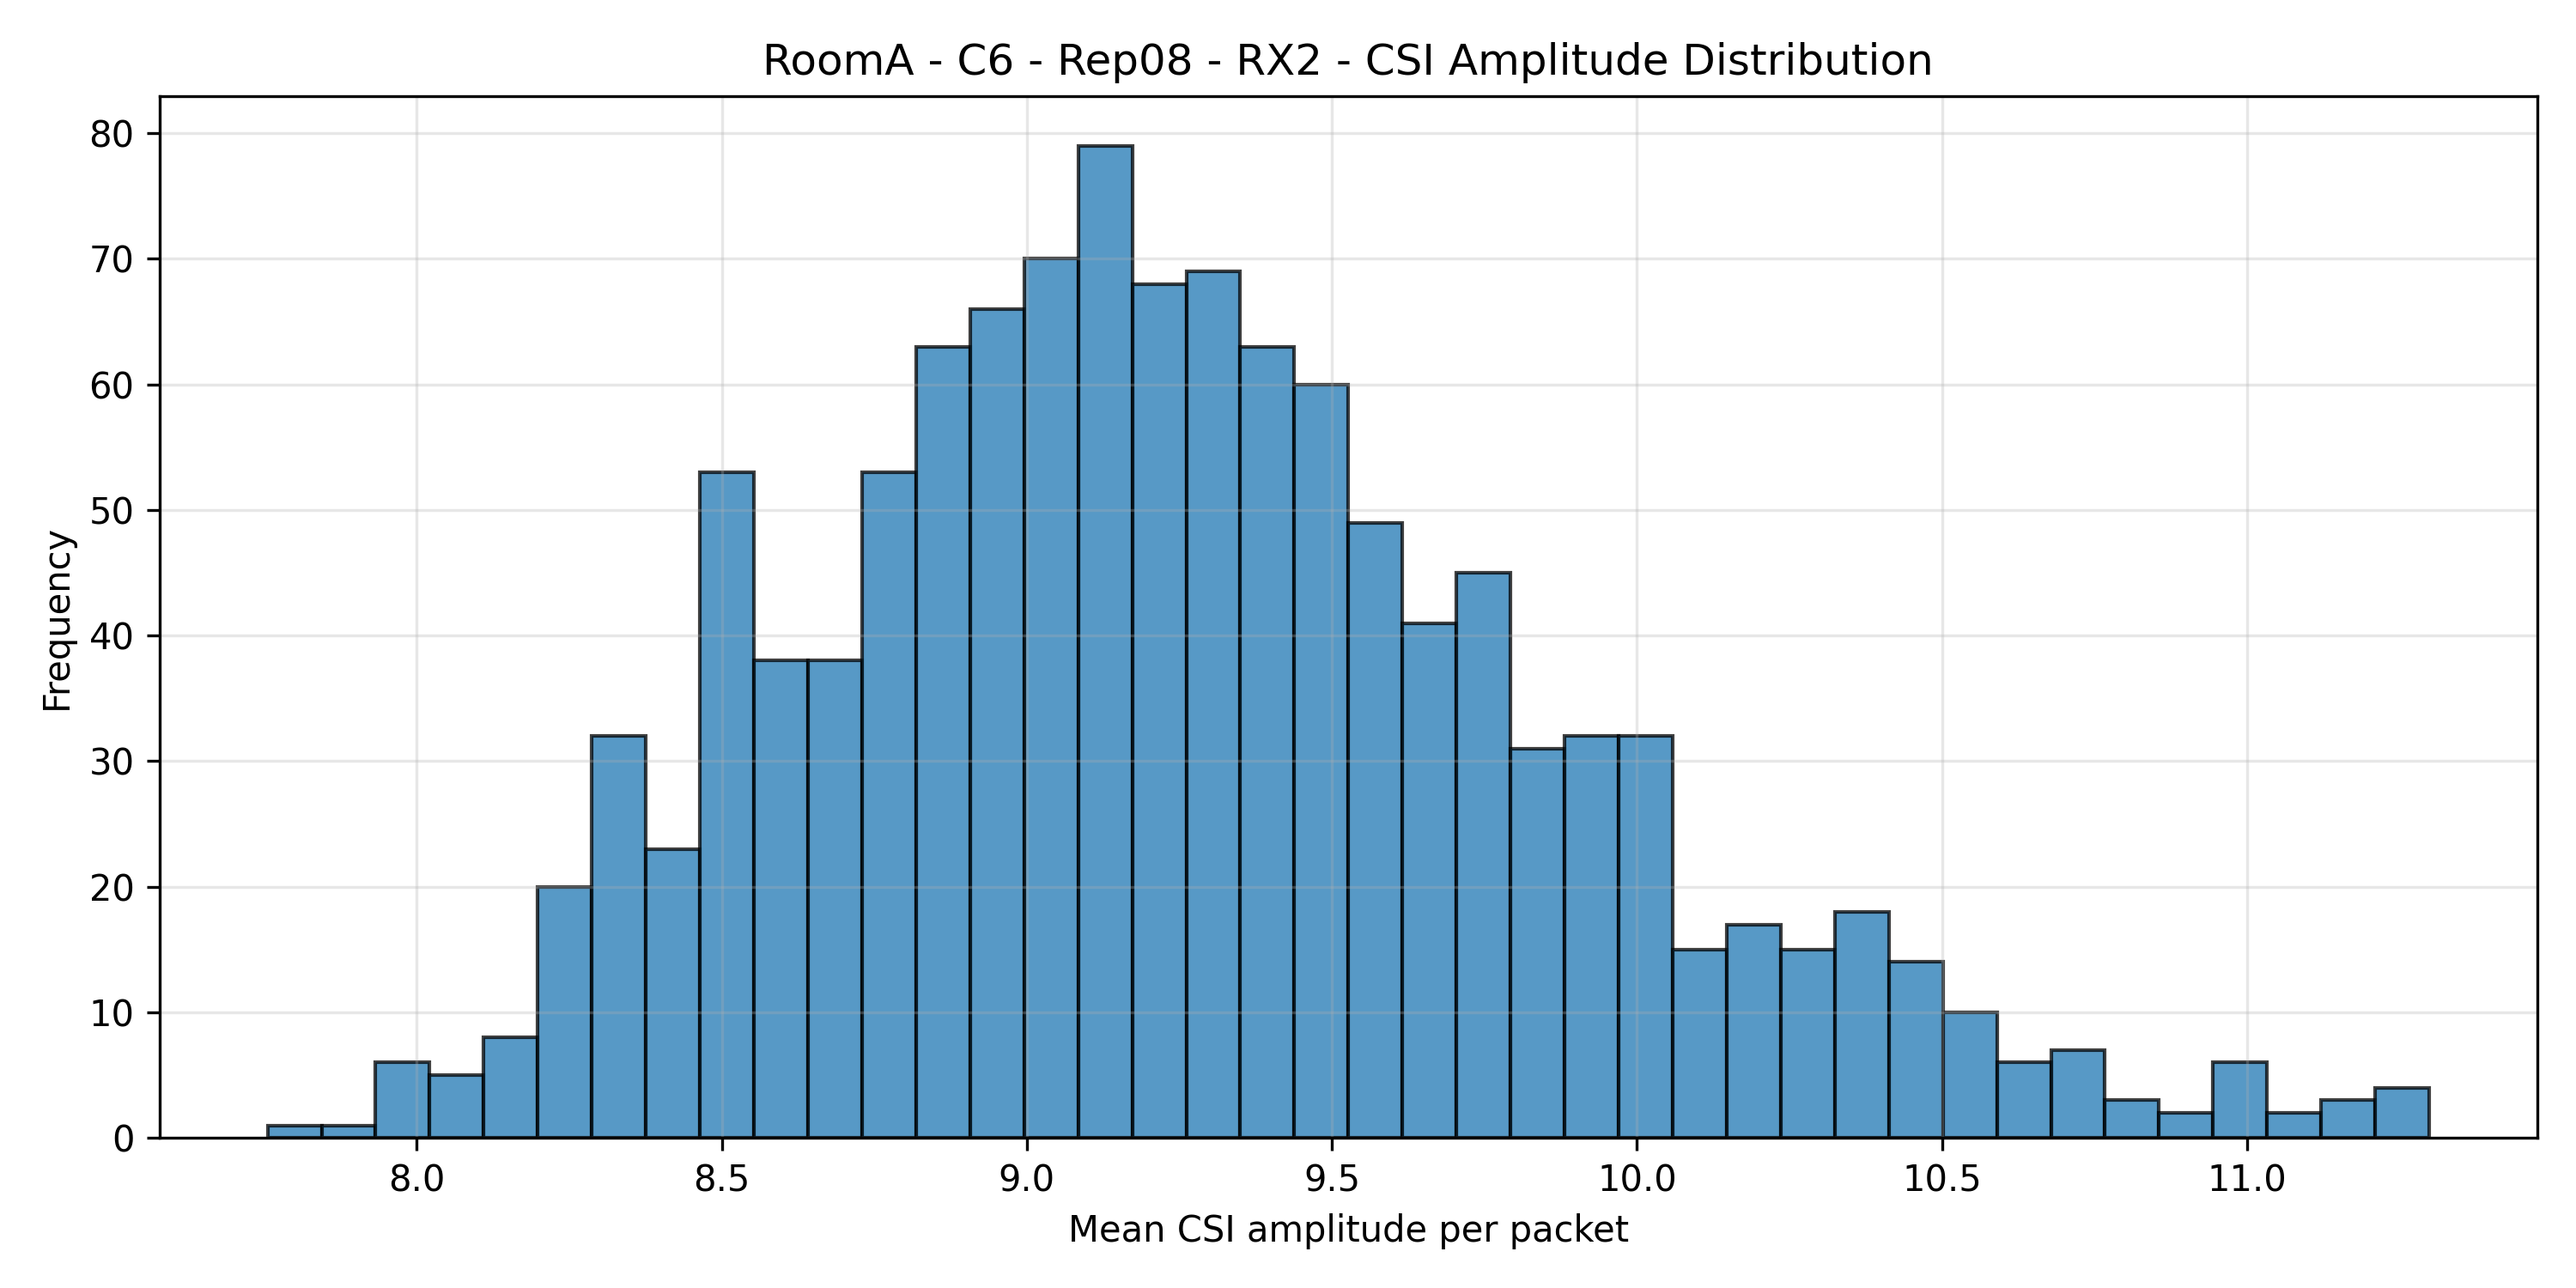 RoomA - C6 - Rep08 - RX2 - CSI Amplitude Distribution
80
70
60
50
40
30
20
10
0
Frequency
8.0 8.5 9.0 9.5 10.0 10.5 11.0
Mean CSI amplitude per packet